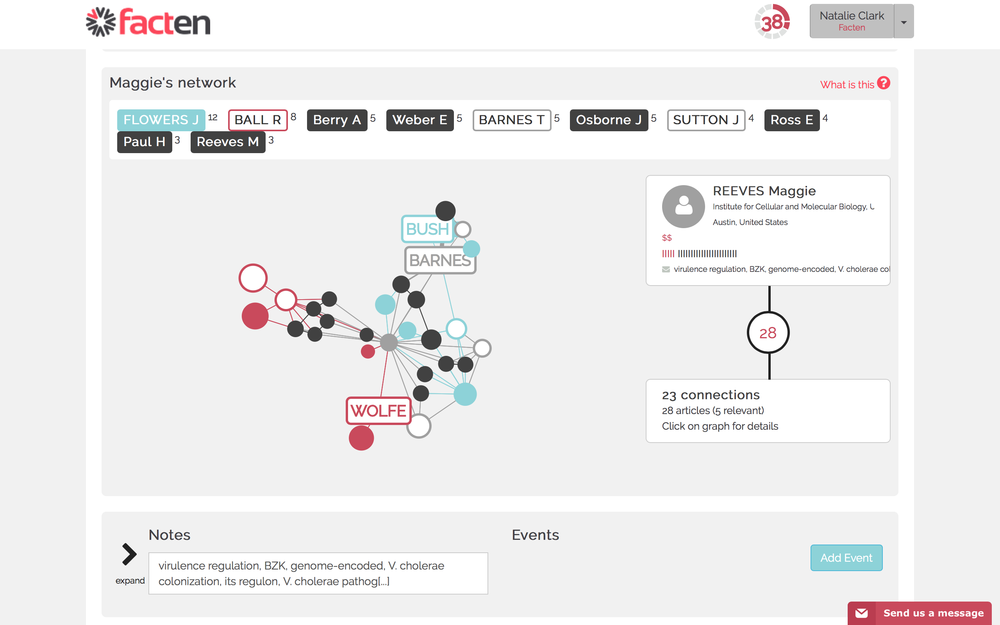 facten
38
Natalie Clark
Facten
Maggie's network
What is this ?
FLOWERS J 12 BALL R 8 Berry A 5 Weber E 5 BARNES T 5 Osborne J 5 SUTTON J 4 Ross E 4
Paul H 3 Reeves M 3
REEVES Maggie
Institute for Cellular and Molecular Biology, U
Austin, United States
$$
virulence regulation, BZK, genome-encoded, V. cholerae col
BUSH
BARNES
WOLFE
28
23 connections
28 articles (5 relevant)
Click on graph for details
Notes
Events
virulence regulation, BZK, genome-encoded, V. cholerae
colonization, its regulon, V. cholerae pathog[...]
expand
Add Event
Send us a message